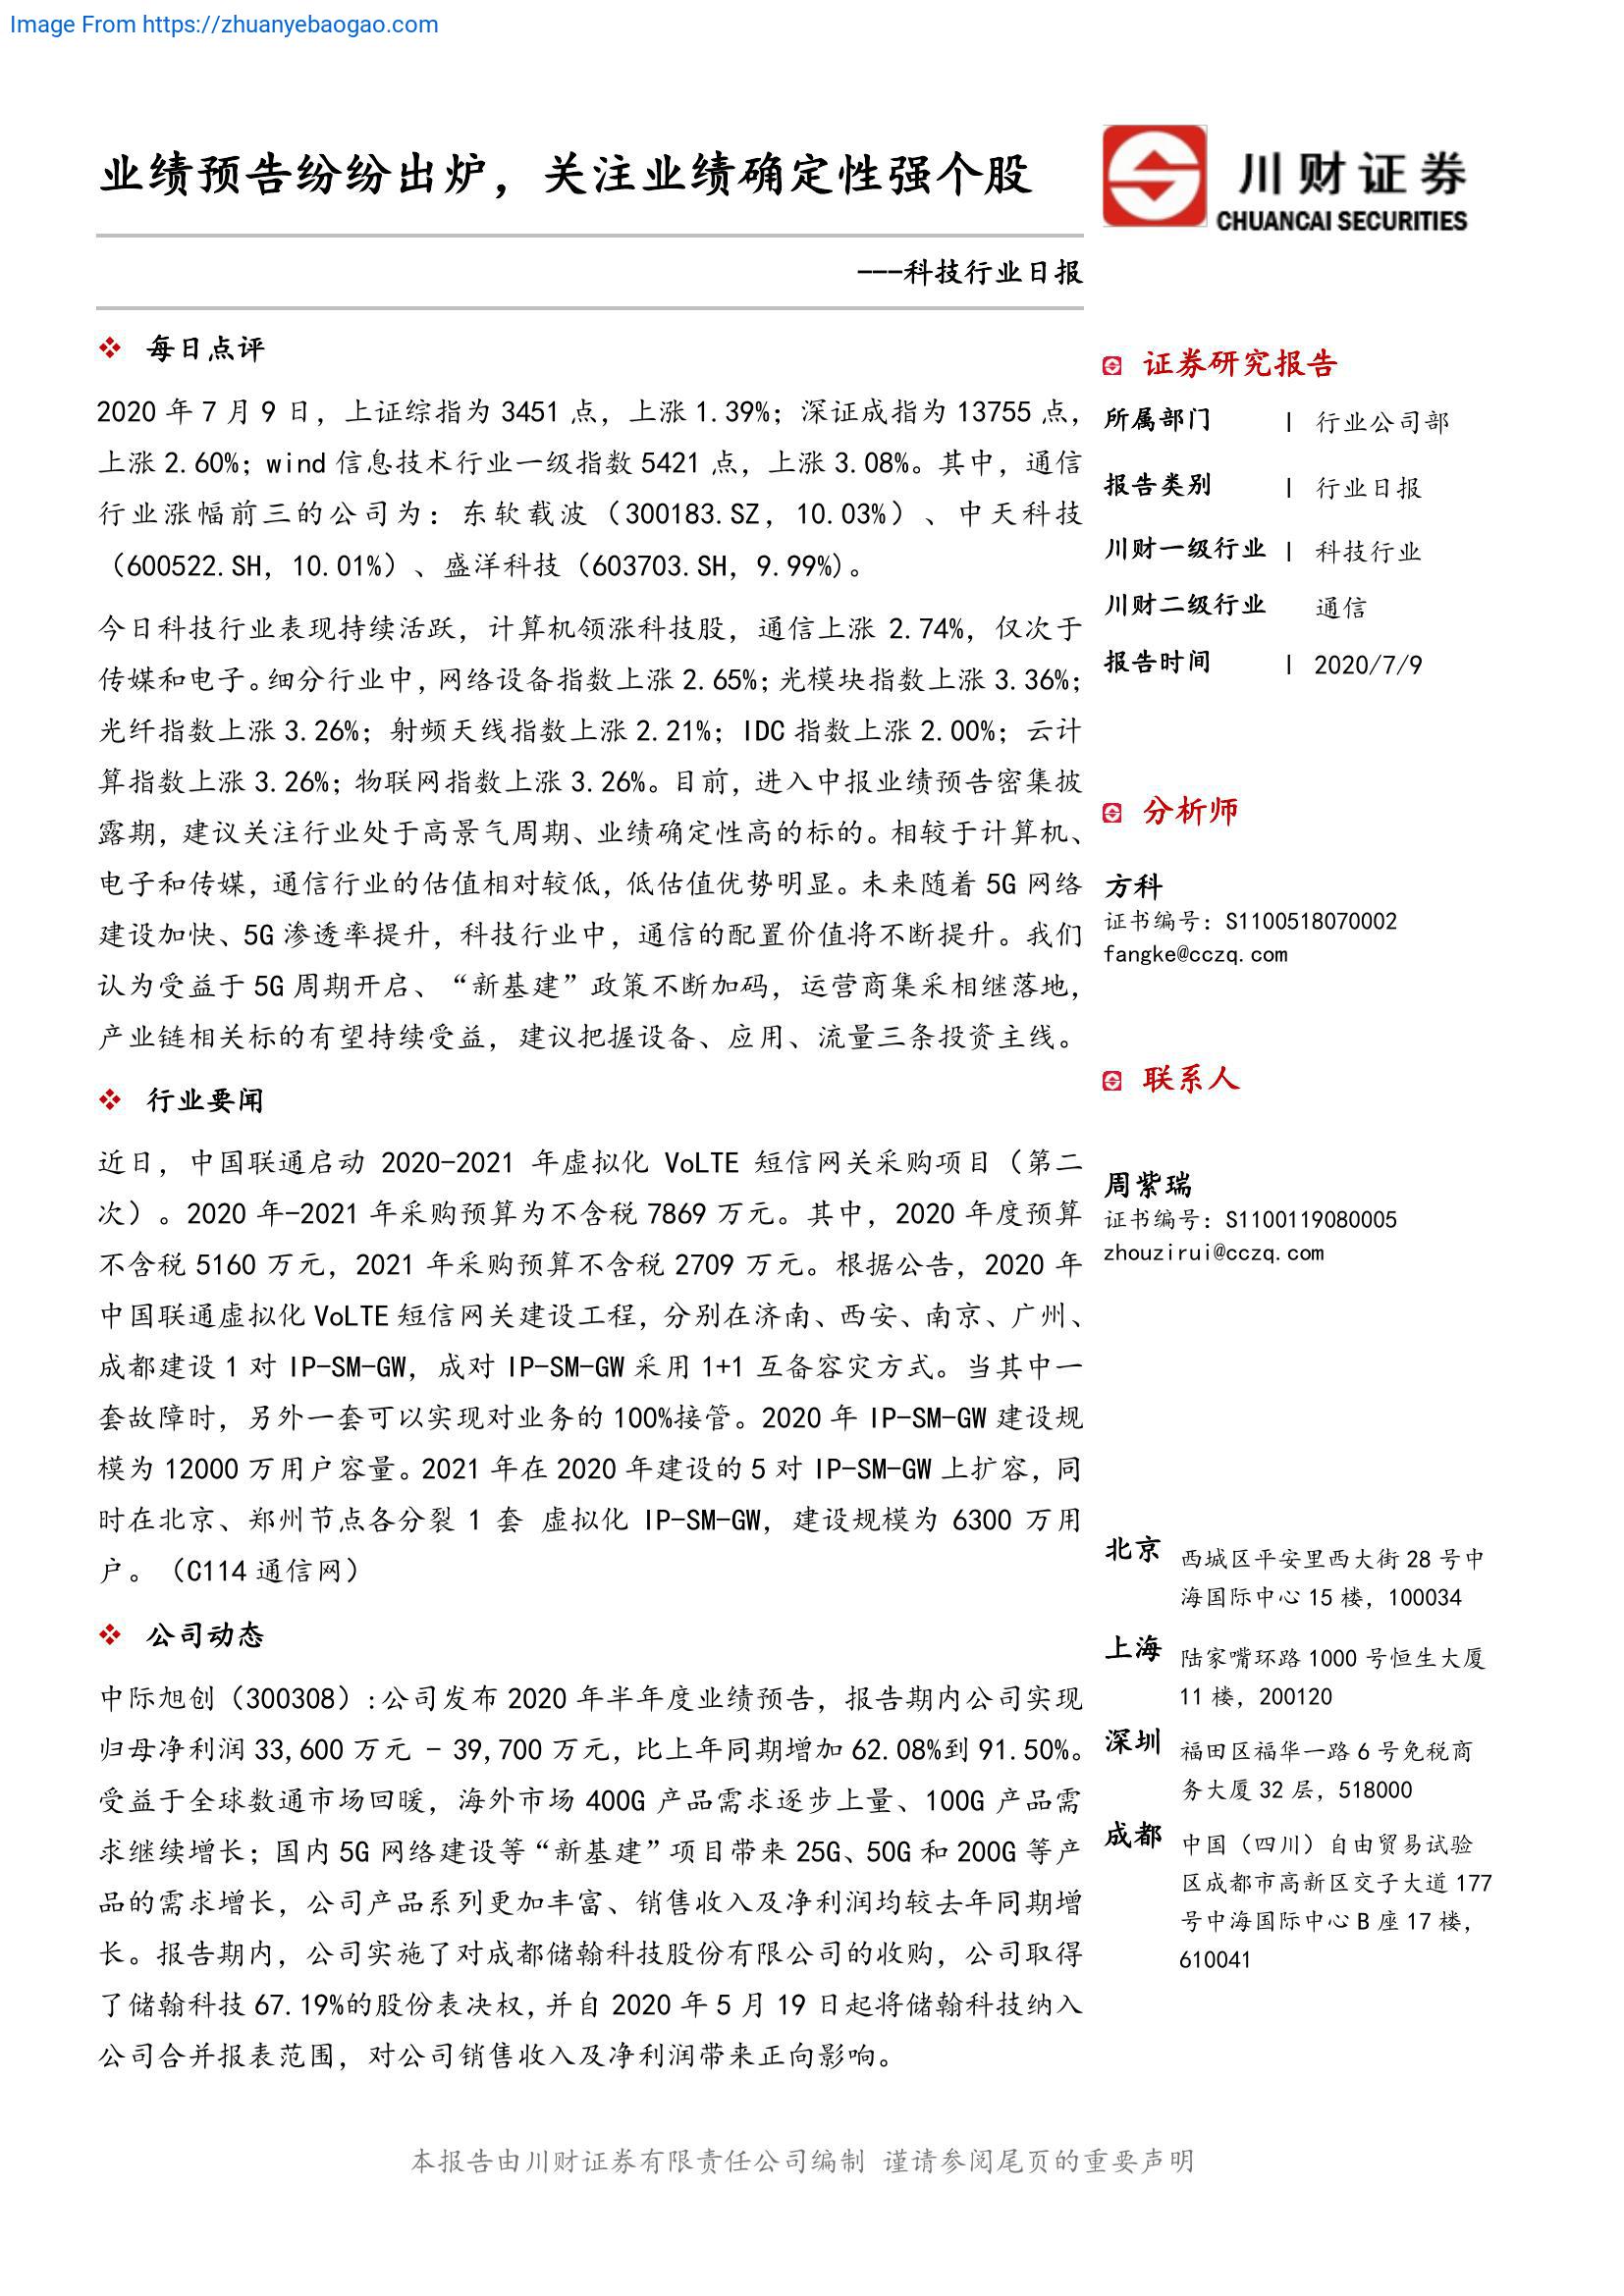 Image From https://zhuanyebaogao.com
业绩预告纷纷出炉，关注业绩确定性强个股
川财证券
CHUANCAI SECURITIES
---科技行业日报
❖ 每日点评
2020 年 7 月 9 日，上证综指为 3451 点，上涨 1.39%；深证成指为 13755 点，
上涨 2.60%；wind 信息技术行业一级指数 5421 点，上涨 3.08%。其中，通信
行业涨幅前三的公司为：东软载波（300183.SZ，10.03%）、中天科技
（600522.SH，10.01%）、盛洋科技（603703.SH，9.99%)。
今日科技行业表现持续活跃，计算机领涨科技股，通信上涨 2.74%，仅次于
传媒和电子。细分行业中，网络设备指数上涨 2.65%；光模块指数上涨 3.36%；
光纤指数上涨 3.26%；射频天线指数上涨 2.21%；IDC 指数上涨 2.00%；云计
算指数上涨 3.26%；物联网指数上涨 3.26%。目前，进入中报业绩预告密集披
露期，建议关注行业处于高景气周期、业绩确定性高的标的。相较于计算机、
电子和传媒，通信行业的估值相对较低，低估值优势明显。未来随着 5G 网络
建设加快、5G 渗透率提升，科技行业中，通信的配置价值将不断提升。我们
认为受益于 5G 周期开启、“新基建”政策不断加码，运营商集采相继落地，
产业链相关标的有望持续受益，建议把握设备、应用、流量三条投资主线。
❖ 行业要闻
近日，中国联通启动 2020-2021 年虚拟化 VoLTE 短信网关采购项目（第二
次）。2020 年-2021 年采购预算为不含税 7869 万元。其中，2020 年度预算
不含税 5160 万元，2021 年采购预算不含税 2709 万元。根据公告，2020 年
中国联通虚拟化 VoLTE 短信网关建设工程，分别在济南、西安、南京、广州、
成都建设 1 对 IP-SM-GW，成对 IP-SM-GW 采用 1+1 互备容灾方式。当其中一
套故障时，另外一套可以实现对业务的 100%接管。2020 年 IP-SM-GW 建设规
模为 12000 万用户容量。2021 年在 2020 年建设的 5 对 IP-SM-GW 上扩容，同
时在北京、郑州节点各分裂 1 套 虚拟化 IP-SM-GW，建设规模为 6300 万用
户。（C114 通信网）
❖ 公司动态
中际旭创（300308）:公司发布 2020 年半年度业绩预告，报告期内公司实现
归母净利润 33,600 万元 - 39,700 万元，比上年同期增加 62.08%到 91.50%。
受益于全球数通市场回暖，海外市场 400G 产品需求逐步上量、100G 产品需
求继续增长；国内 5G 网络建设等“新基建”项目带来 25G、50G 和 200G 等产
品的需求增长，公司产品系列更加丰富、销售收入及净利润均较去年同期增
长。报告期内，公司实施了对成都储翰科技股份有限公司的收购，公司取得
了储翰科技 67.19%的股份表决权，并自 2020 年 5 月 19 日起将储翰科技纳入
公司合并报表范围，对公司销售收入及净利润带来正向影响。
证券研究报告
所属部门 | 行业公司部
报告类别 | 行业日报
川财一级行业 | 科技行业
川财二级行业 通信
报告时间 | 2020/7/9
分析师
方科
证书编号：S1100518070002
fangke@cczq.com
联系人
周紫瑞
证书编号：S1100119080005
zhouzirui@cczq.com
北京 西城区平安里西大街 28 号中
海国际中心 15 楼，100034
上海 陆家嘴环路 1000 号恒生大厦
11 楼，200120
深圳 福田区福华一路 6 号免税商
务大厦 32 层，518000
成都 中国（四川）自由贸易试验
区成都市高新区交子大道 177
号中海国际中心 B 座 17 楼，
610041
本报告由川财证券有限责任公司编制 谨请参阅尾页的重要声明